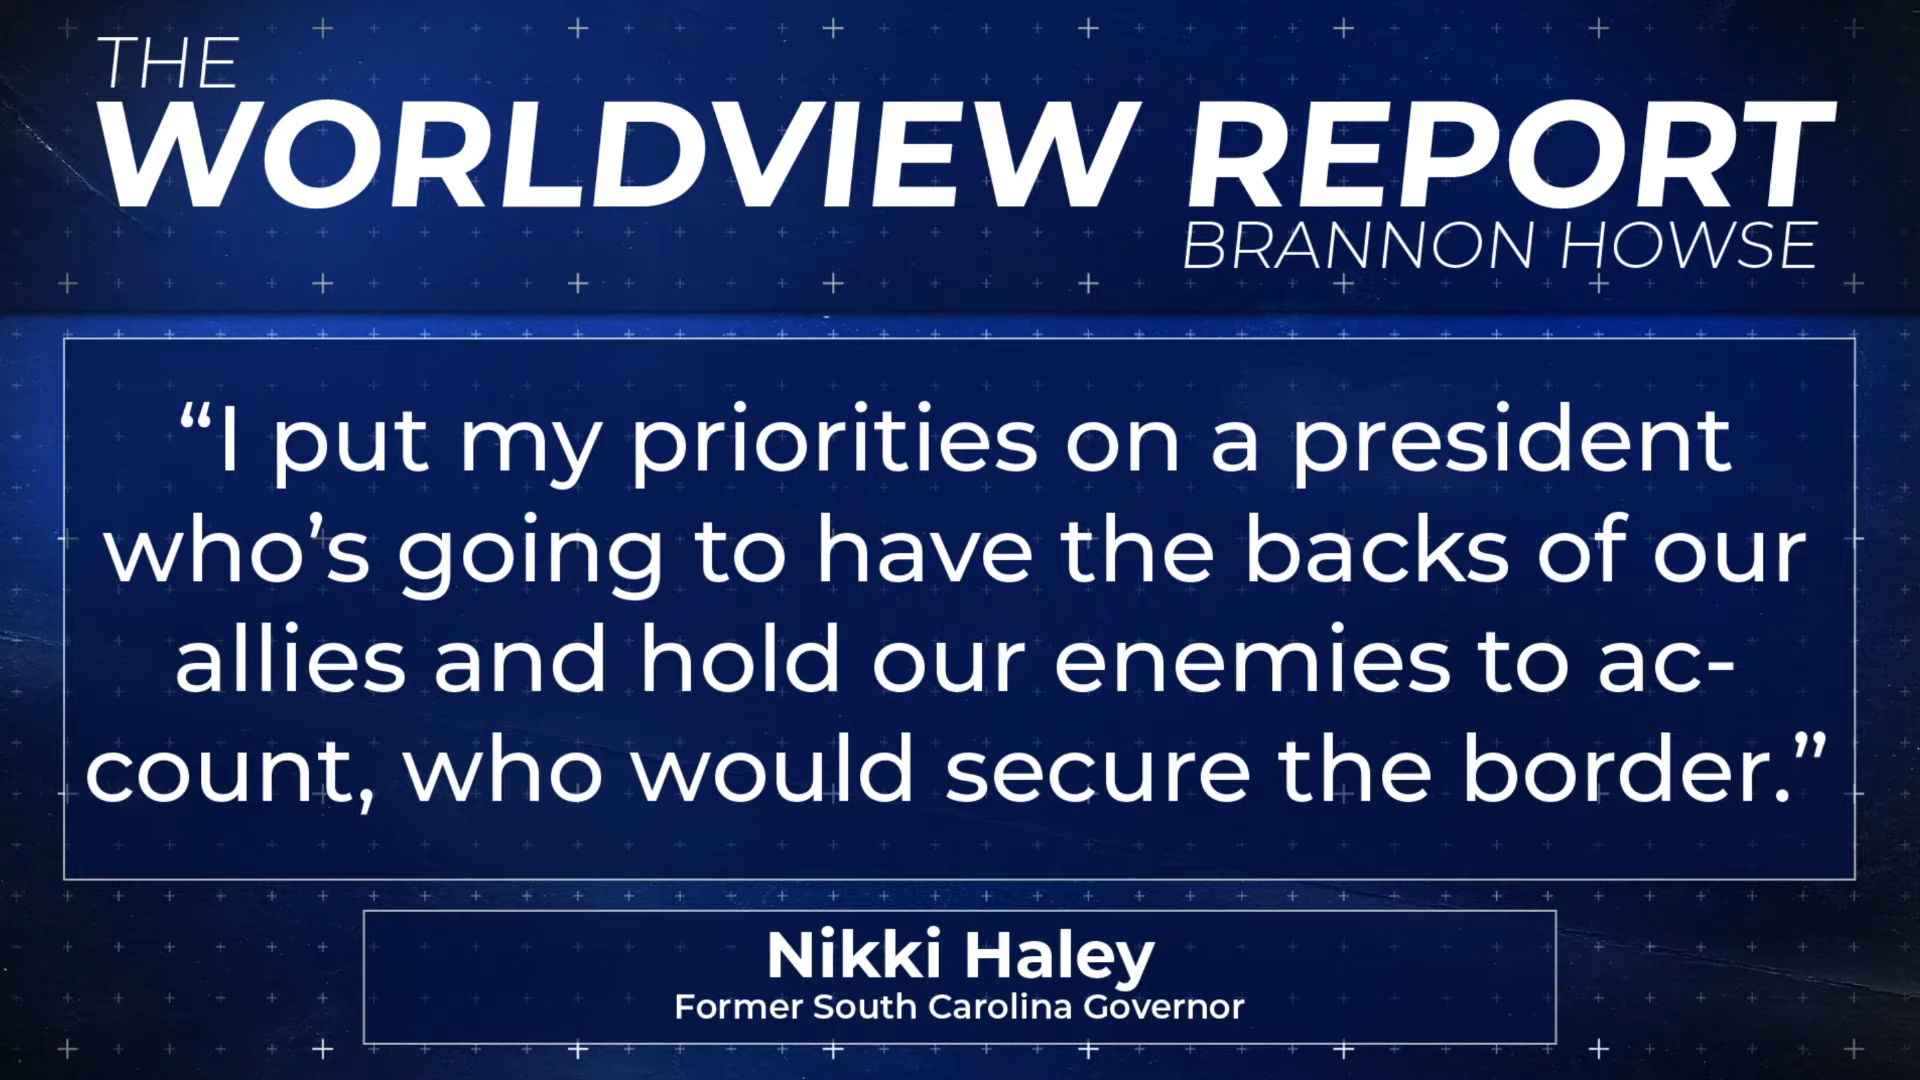 THE
WORLDVIEW REPORT
BRANNON HOWSE
“I put my priorities on a president
who’s going to have the backs of our
allies and hold our enemies to ac-
count, who would secure the border.”
Nikki Haley
Former South Carolina Governor